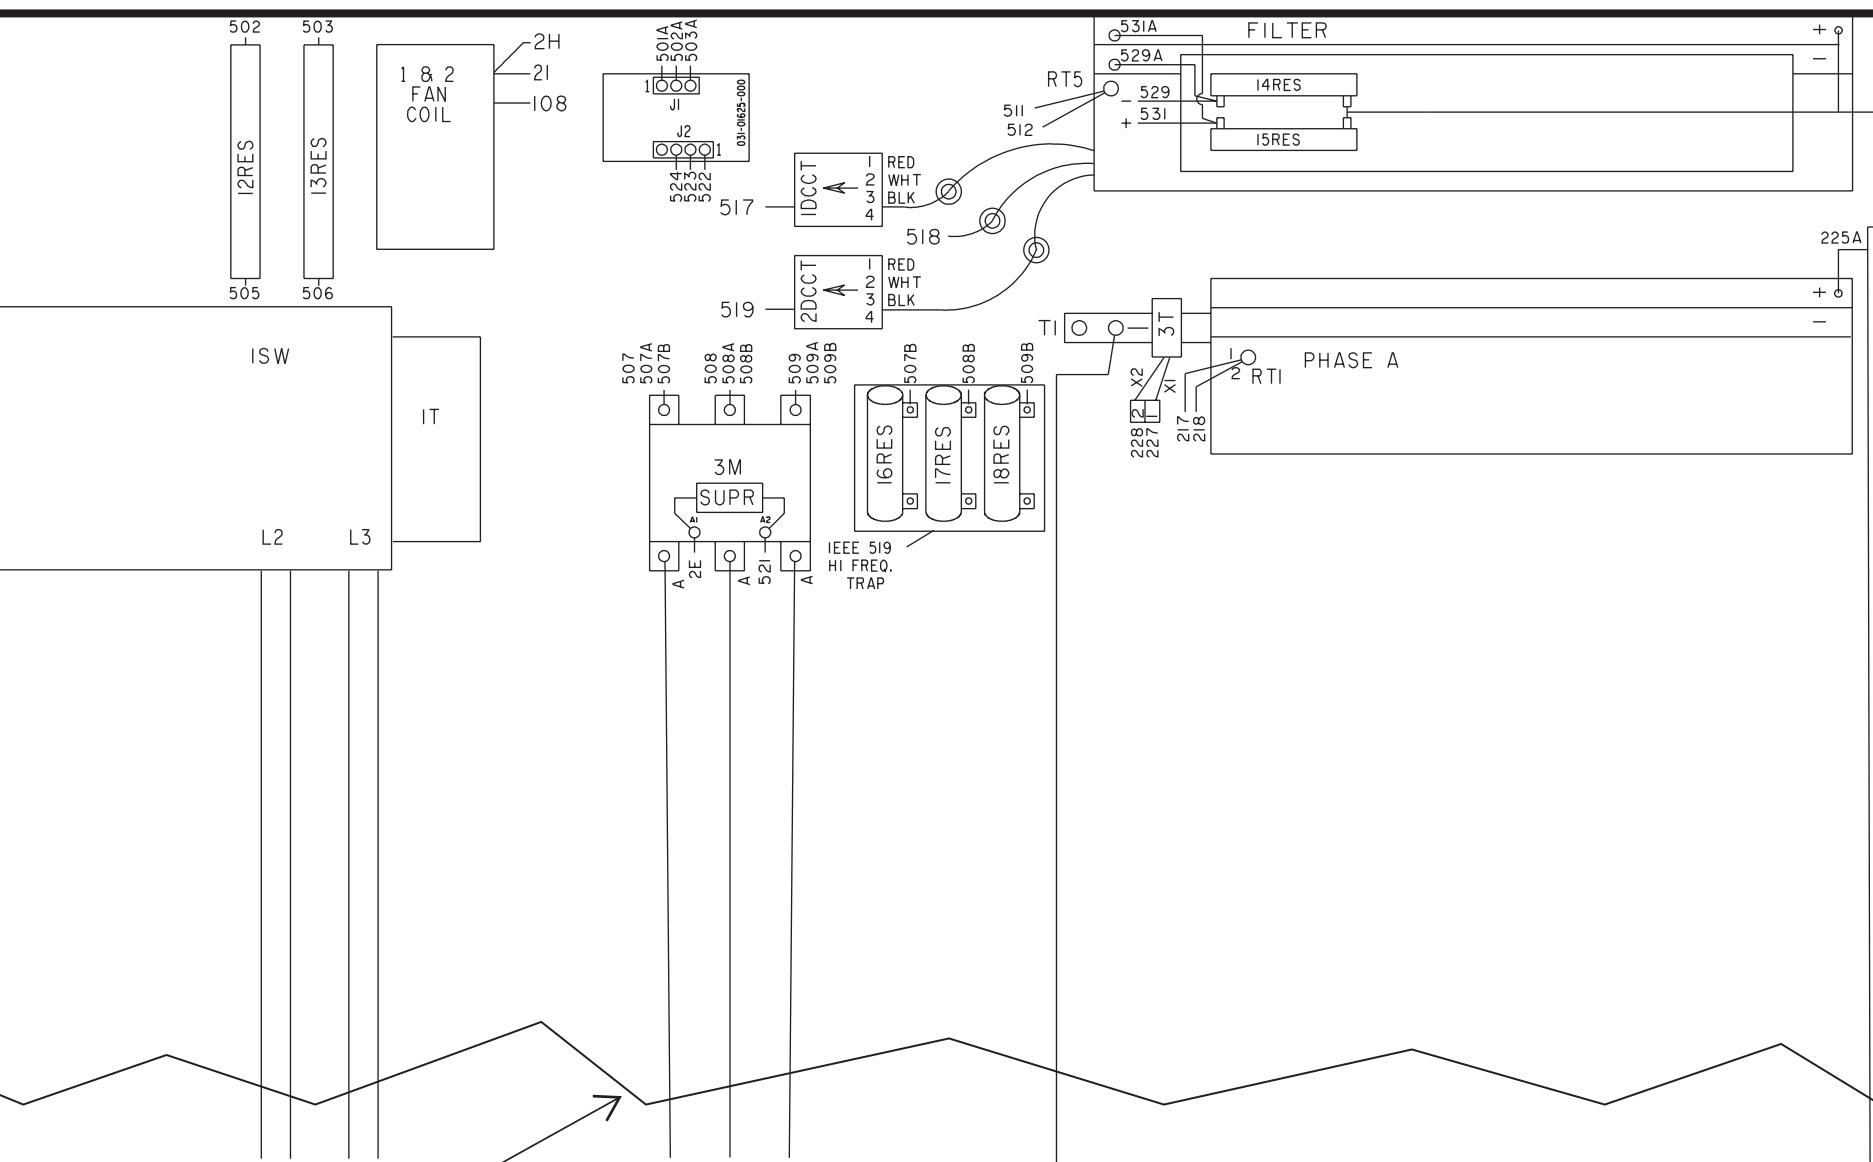 502
503
12RES
13RES
505
506
1 & 2
FAN
COIL
2H
21
108
501A
502A
503A
1
J1
J2
1
031-01625-000
524
523
522
517
1DCCT
1 RED
2 WHT
3 BLK
4
518
519
2DCCT
1 RED
2 WHT
3 BLK
4
531A
529A
FILTER
+
−
RT5
511
512
− 529
+ 531
14RES
15RES
225A
+
−
T1
3T
X2
X1
2
1
228
227
217
218
1
2
RT1
PHASE A
1SW
1T
L2
L3
507
507A
507B
508
508A
508B
509
509A
509B
3M
SUPR
A1
A2
A
2E
A
521
A
507B
508B
509B
16RES
17RES
18RES
IEEE 519
HI FREQ.
TRAP